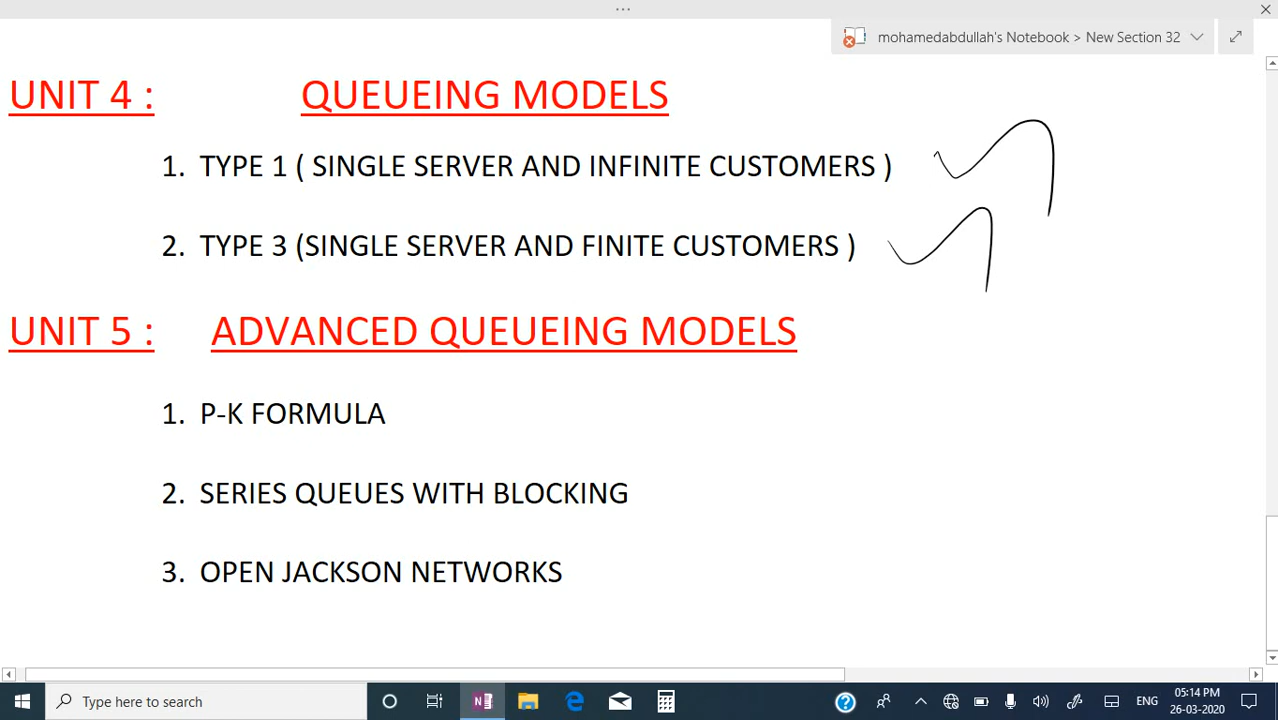 mohamedabdullah's Notebook > New Section 32
UNIT 4 : QUEUEING MODELS
1. TYPE 1 ( SINGLE SERVER AND INFINITE CUSTOMERS )
2. TYPE 3 (SINGLE SERVER AND FINITE CUSTOMERS )
UNIT 5 : ADVANCED QUEUEING MODELS
1. P-K FORMULA
2. SERIES QUEUES WITH BLOCKING
3. OPEN JACKSON NETWORKS
Type here to search
ENG
05:14 PM
26-03-2020